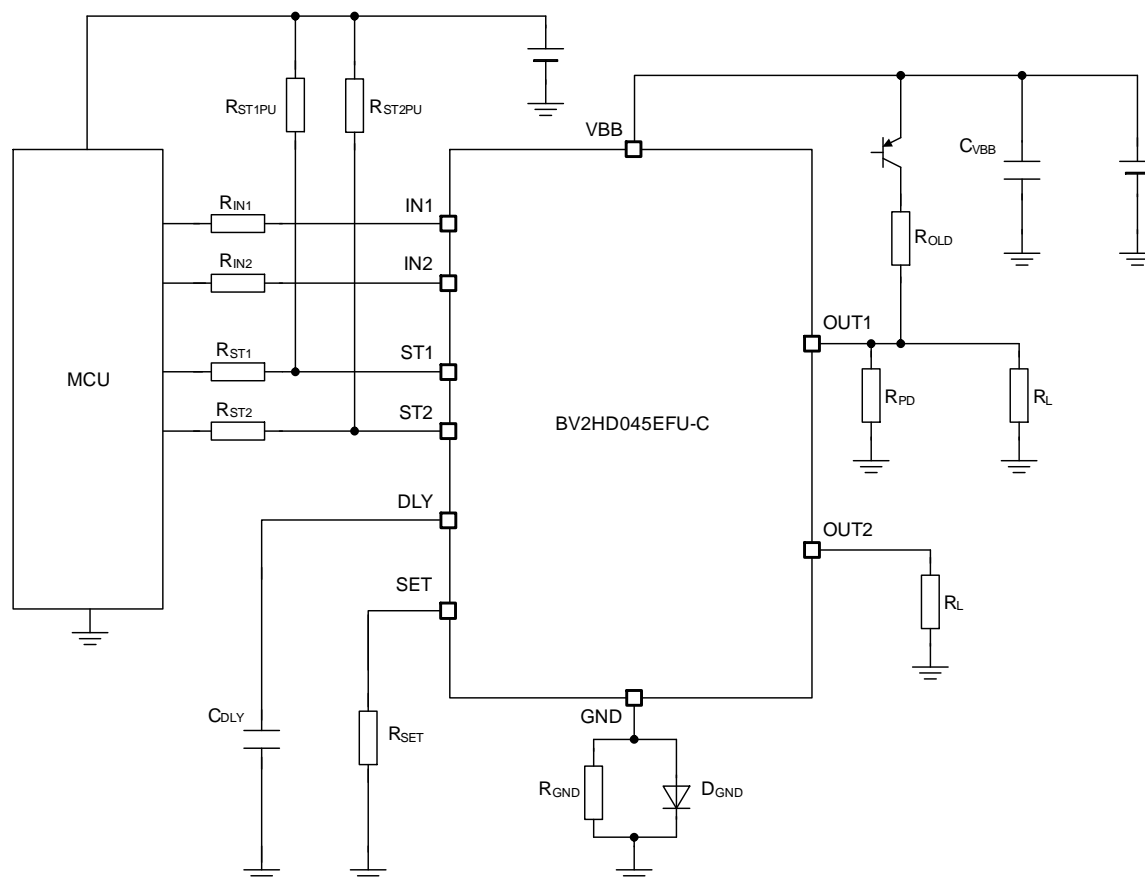 RST1PU
RST2PU
VBB
CVBB
RIN1
IN1
ROLD
RIN2
IN2
OUT1
RST1
ST1
MCU
RPD
RL
RST2
ST2
BV2HD045EFU-C
DLY
OUT2
SET
RL
GND
CDLY
RSET
RGND
DGND